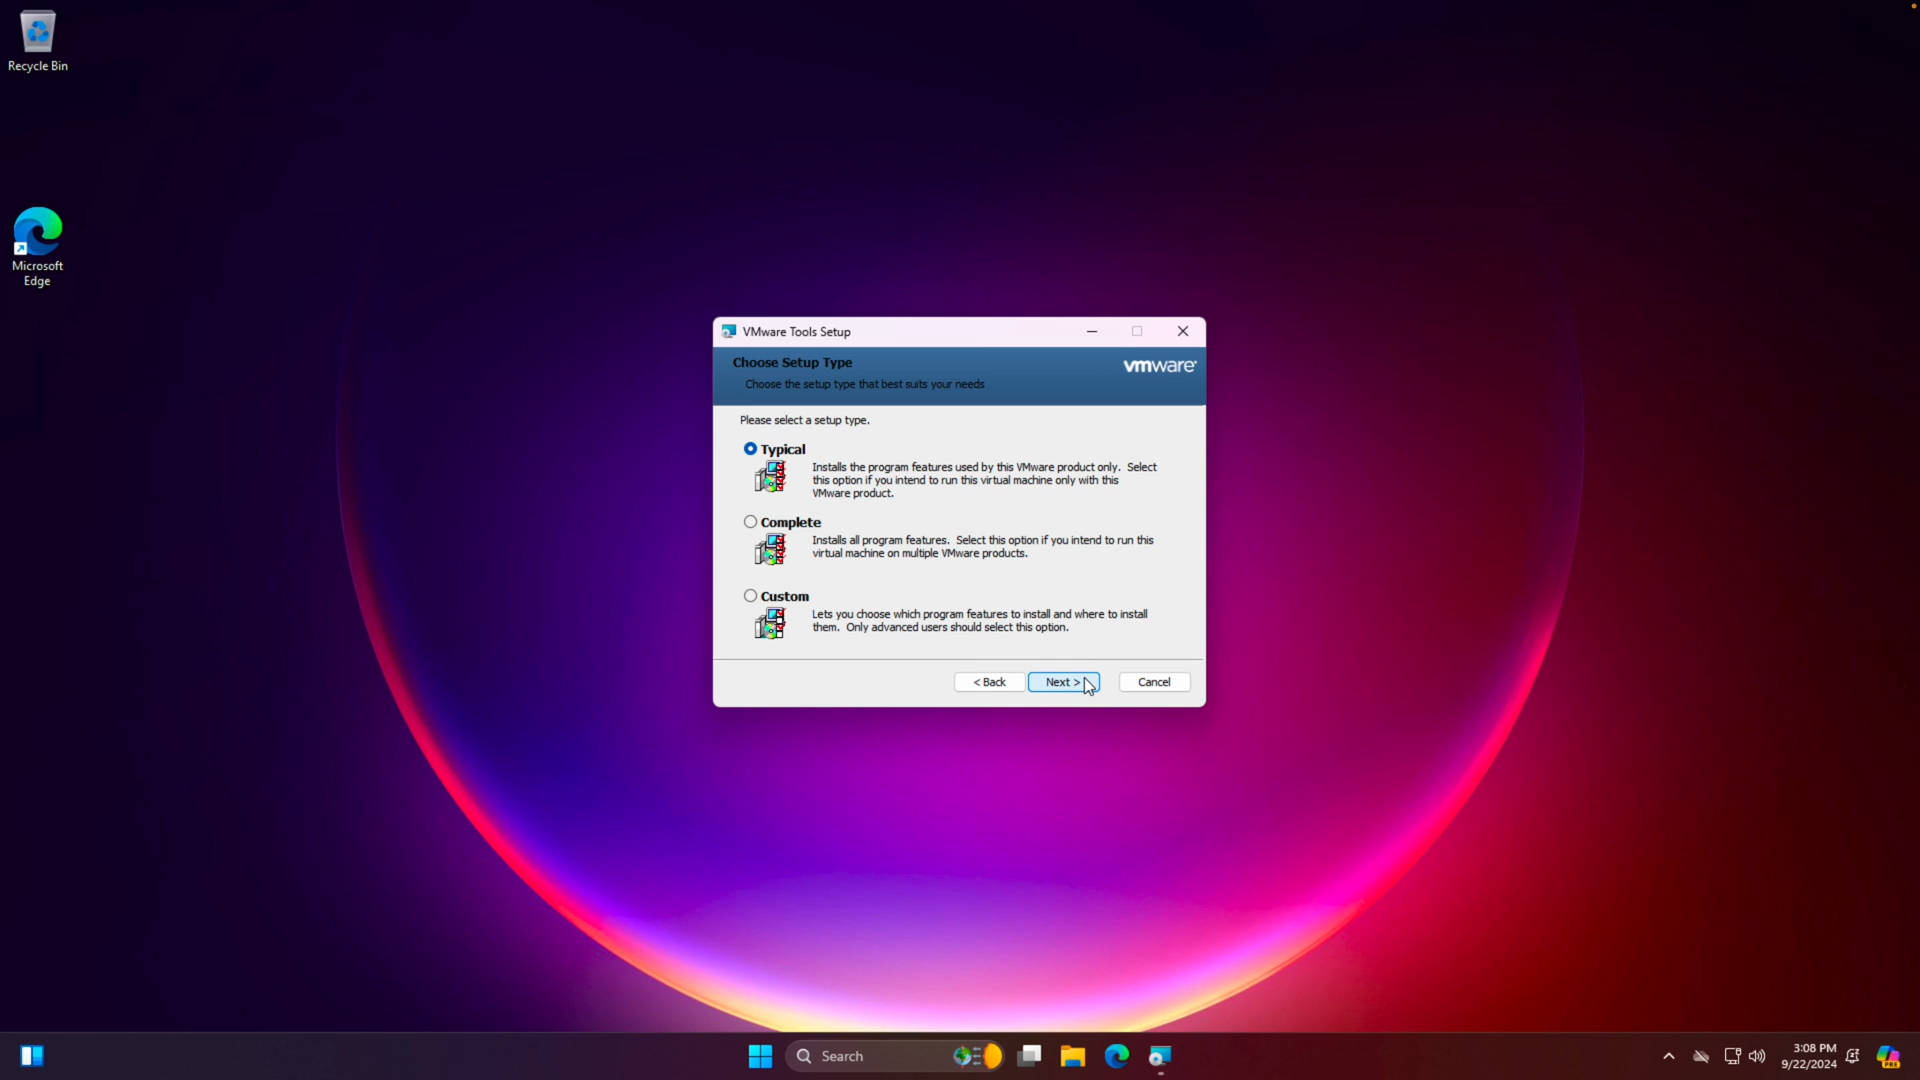 Recycle Bin
Microsoft
Edge
VMware Tools Setup
Choose Setup Type
Choose the setup type that best suits your needs
vmware
Please select a setup type.
Typical
Installs the program features used by this VMware product only. Select
this option if you intend to run this virtual machine only with this
VMware product.
Complete
Installs all program features. Select this option if you intend to run this
virtual machine on multiple VMware products.
Custom
Lets you choose which program features to install and where to install
them. Only advanced users should select this option.
< Back
Next >
Cancel
Search
3:08 PM
9/22/2024
PRE